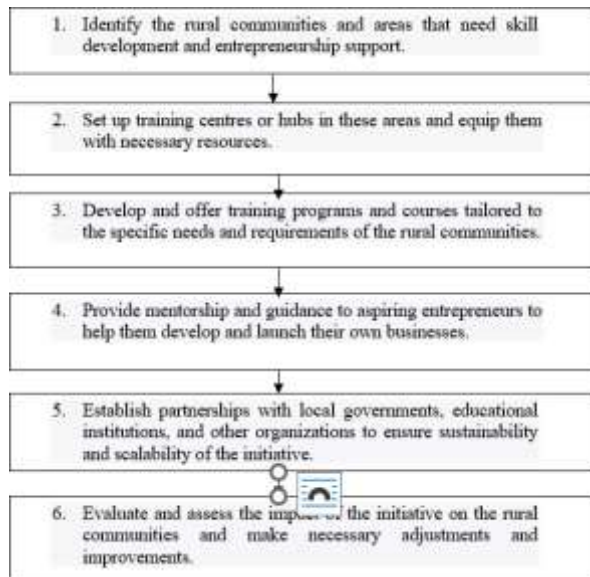 1. Identify the rural communities and areas that need skill
development and entrepreneurship support.
2. Set up training centres or hubs in these areas and equip them
with necessary resources.
3. Develop and offer training programs and courses tailored to
the specific needs and requirements of the rural communities.
4. Provide mentorship and guidance to aspiring entrepreneurs to
help them develop and launch their own businesses.
5. Establish partnerships with local governments, educational
institutions, and other organizations to ensure sustainability
and scalability of the initiative.
6. Evaluate and assess the the initiative on the rural
communities and make necessary adjustments and
improvements.